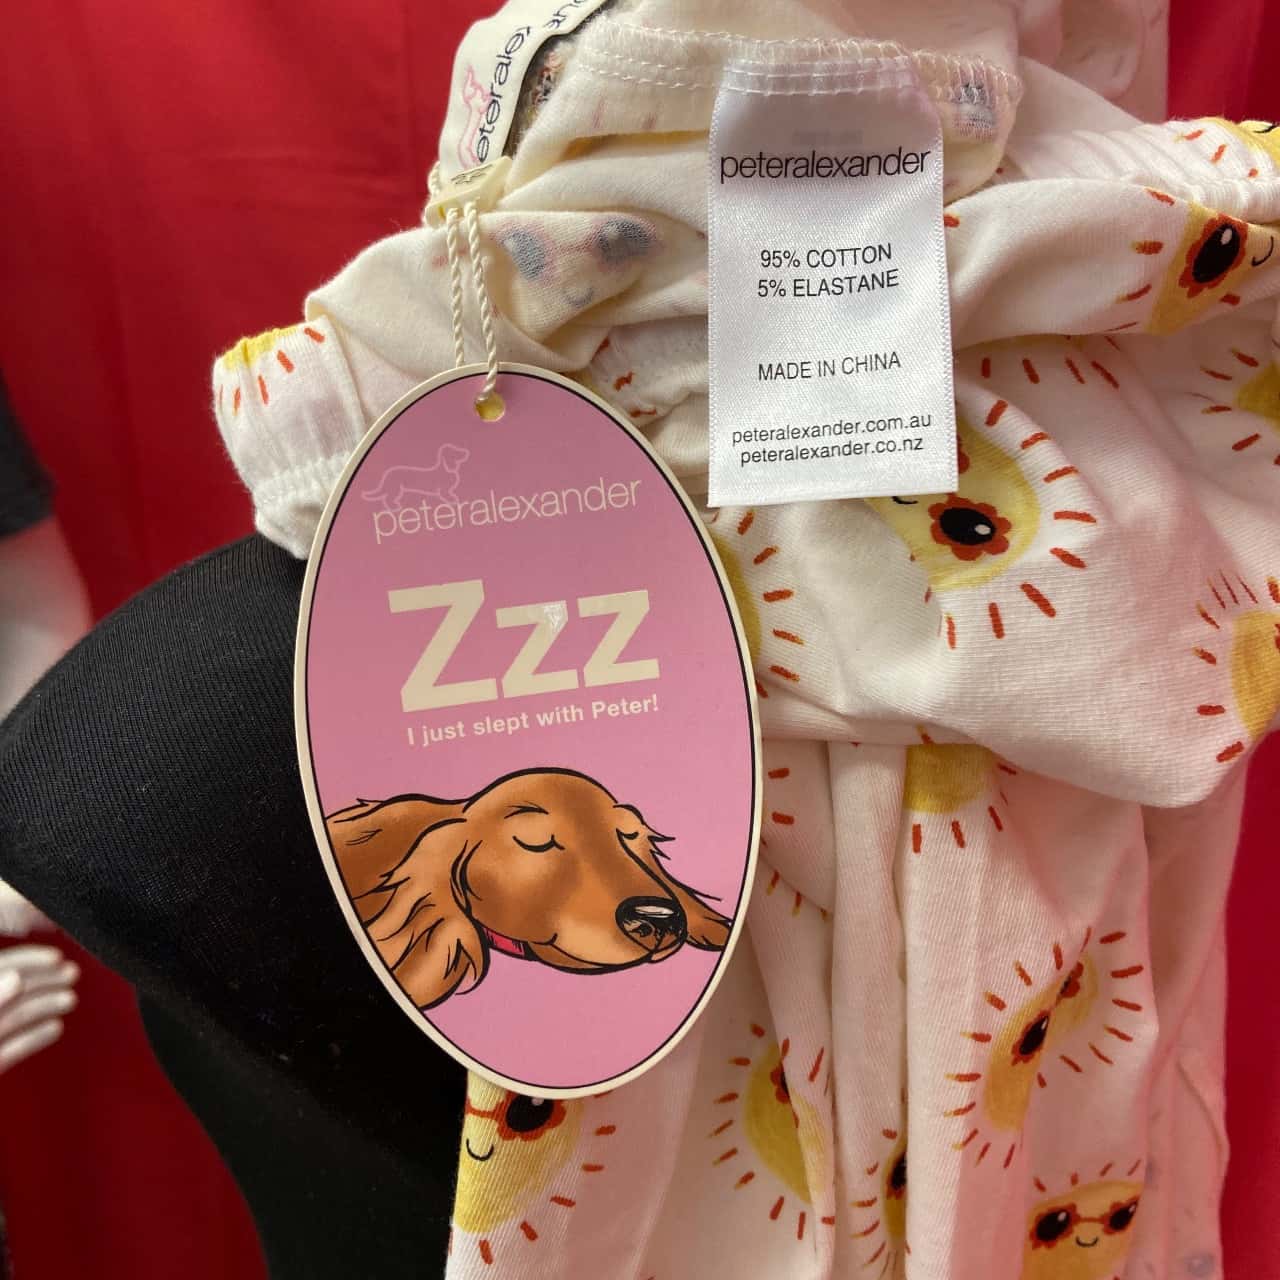 peteralexander
peteralexander
95% COTTON
5% ELASTANE
MADE IN CHINA
peteralexander.com.au
peteralexander.co.nz
peteralexander
Zzz
I just slept with Peter!